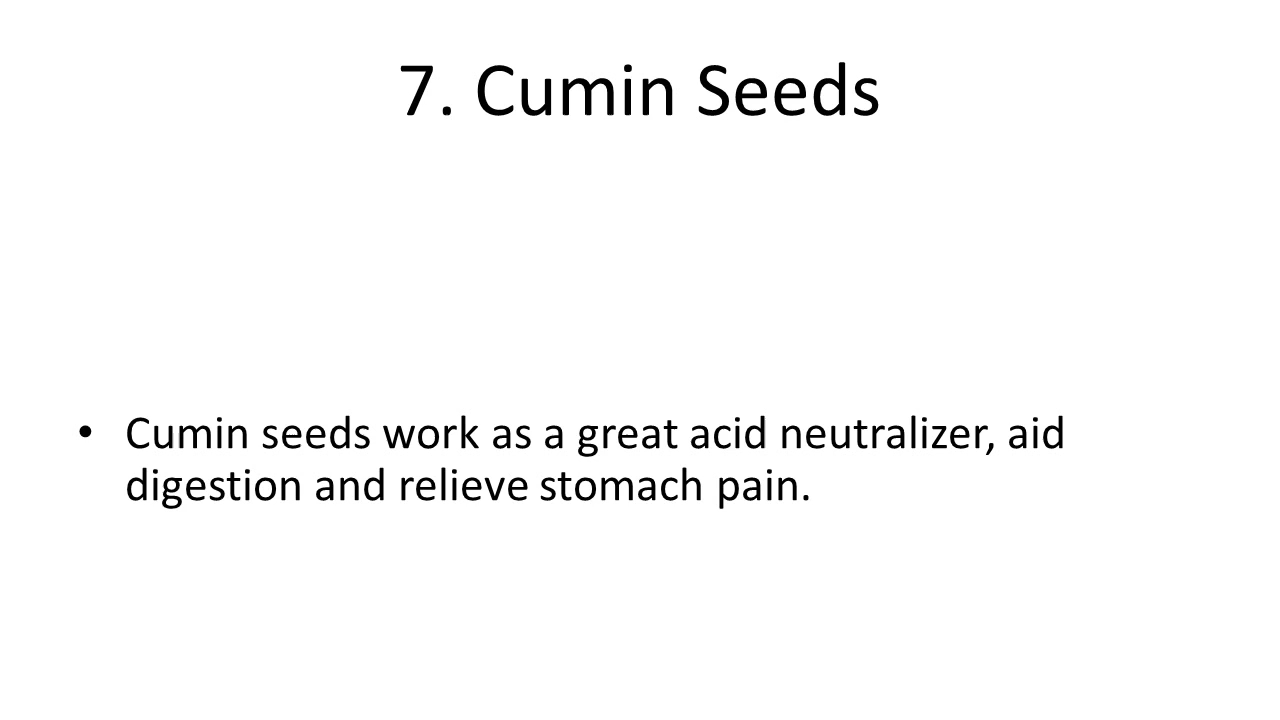 7. Cumin Seeds
• Cumin seeds work as a great acid neutralizer, aid
digestion and relieve stomach pain.